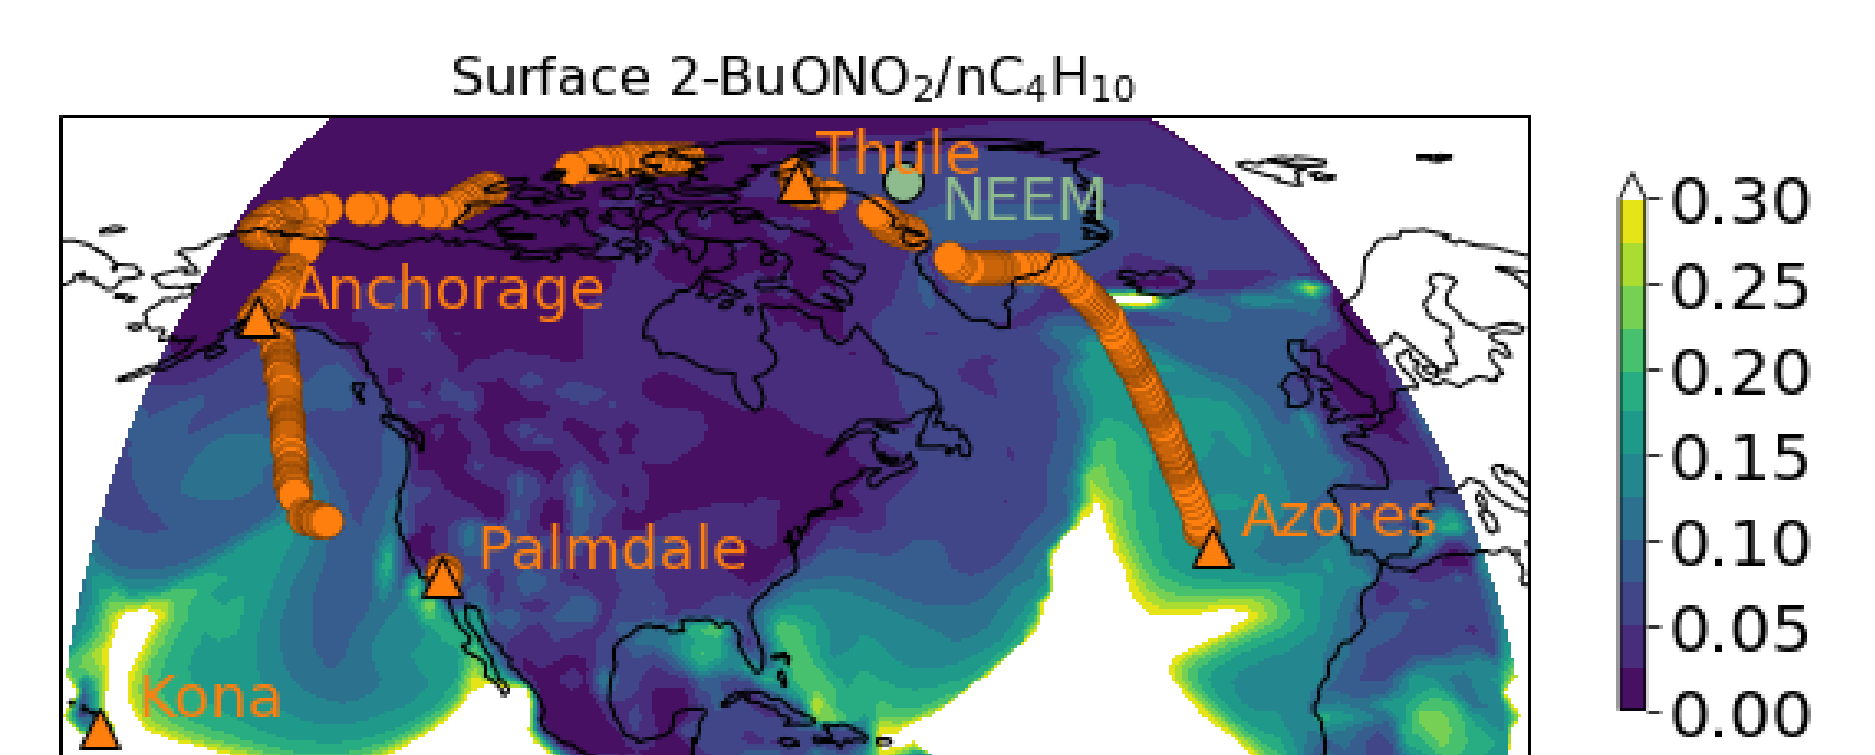 Surface 2-BuONO₂/nC₄H₁₀
Thule
NEEM
Anchorage
Azores
Palmdale
Kona
0.30
0.25
0.20
0.15
0.10
0.05
0.00